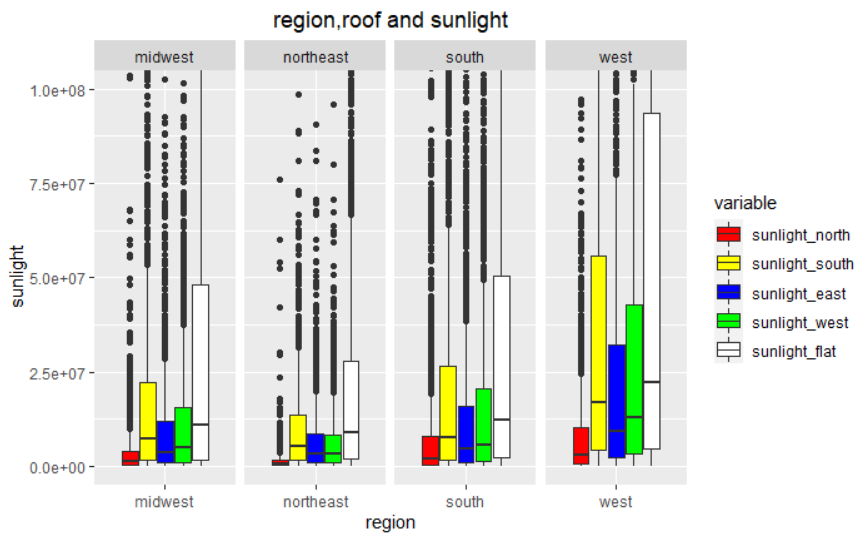 region,roof and sunlight
midwest northeast south west
1.0e+08
7.5e+07
5.0e+07
2.5e+07
0.0e+00
sunlight
midwest northeast south west
region
variable
sunlight_north
sunlight_south
sunlight_east
sunlight_west
sunlight_flat